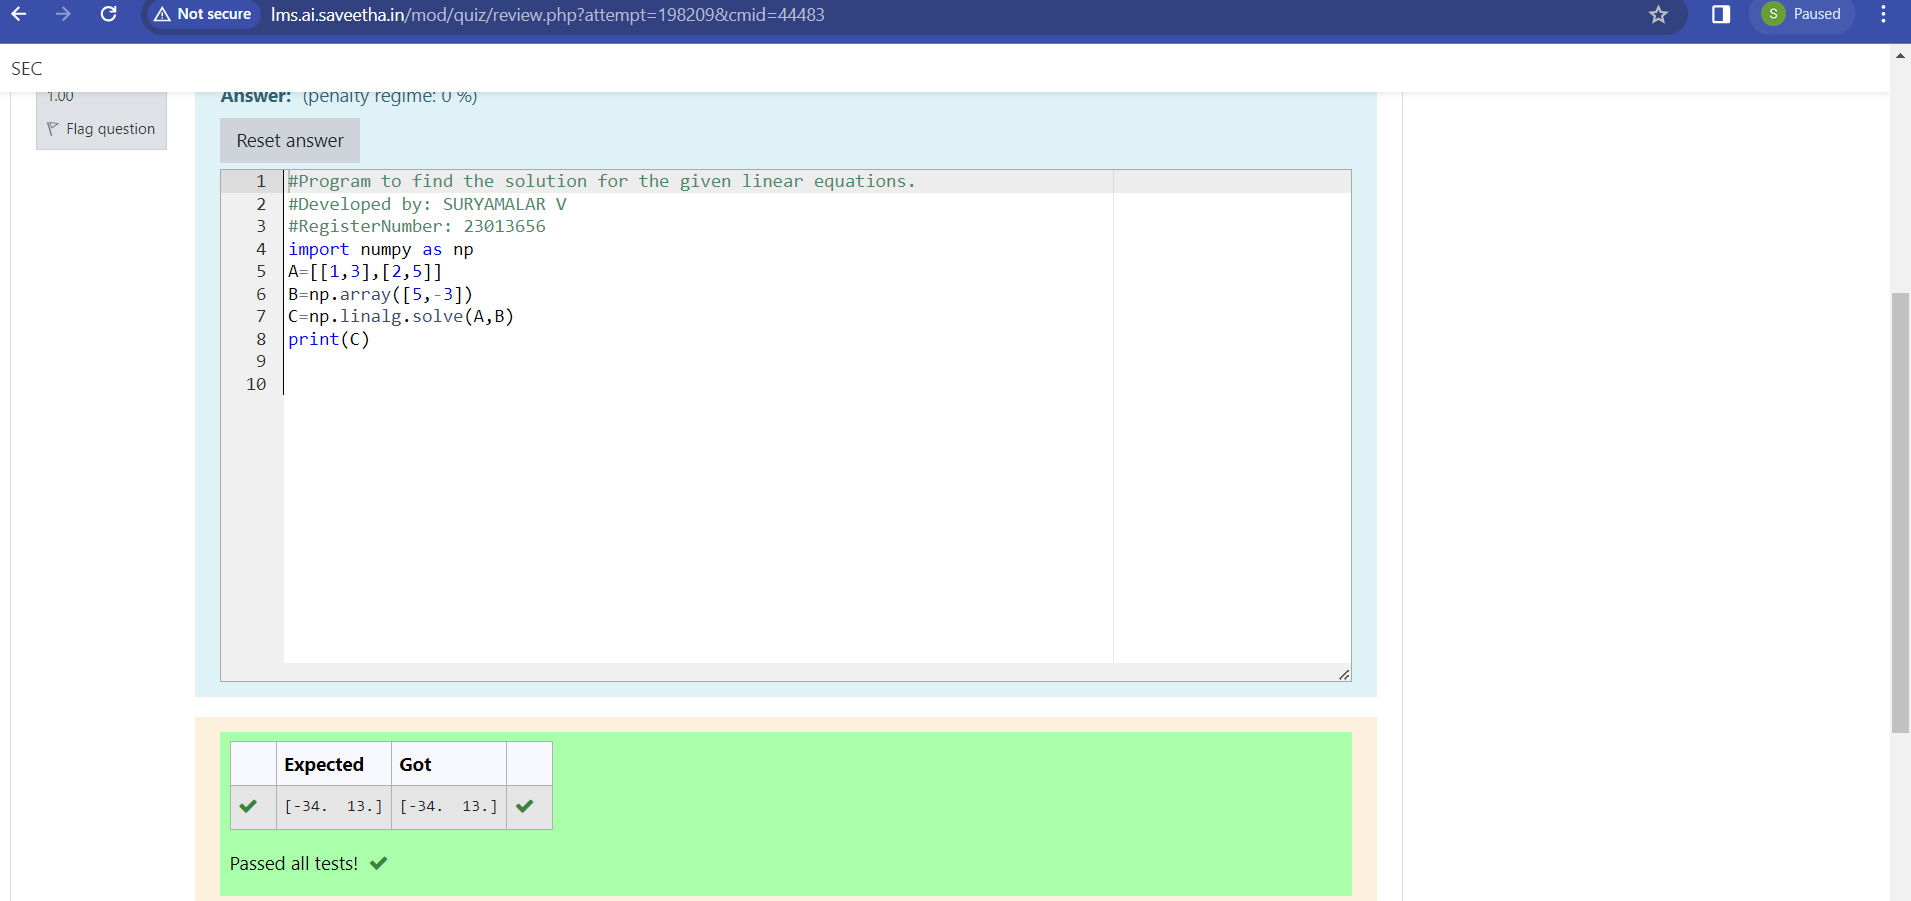 Not secure lms.ai.saveetha.in/mod/quiz/review.php?attempt=198209&cmid=44483 S Paused
SEC
1.00
Flag question
Answer: (penalty regime: 0 %)
Reset answer
1 #Program to find the solution for the given linear equations.
2 #Developed by: SURYAMALAR V
3 #RegisterNumber: 23013656
4 import numpy as np
5 A=[[1,3],[2,5]]
6 B=np.array([5,-3])
7 C=np.linalg.solve(A,B)
8 print(C)
9
10
Expected Got
[-34. 13.] [-34. 13.]
Passed all tests!